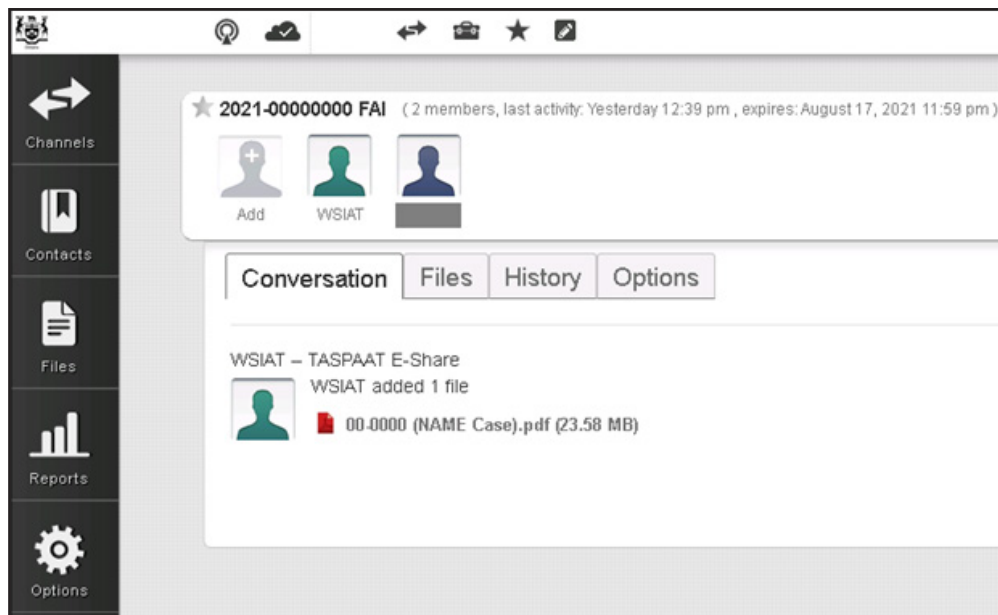 Channels
Contacts
Files
Reports
Options
2021-00000000 FAI ( 2 members, last activity: Yesterday 12:39 pm , expires: August 17, 2021 11:59 pm )
Add
WSIAT
Conversation
Files
History
Options
WSIAT – TASPAAT E-Share
WSIAT added 1 file
00-0000 (NAME Case).pdf (23.58 MB)